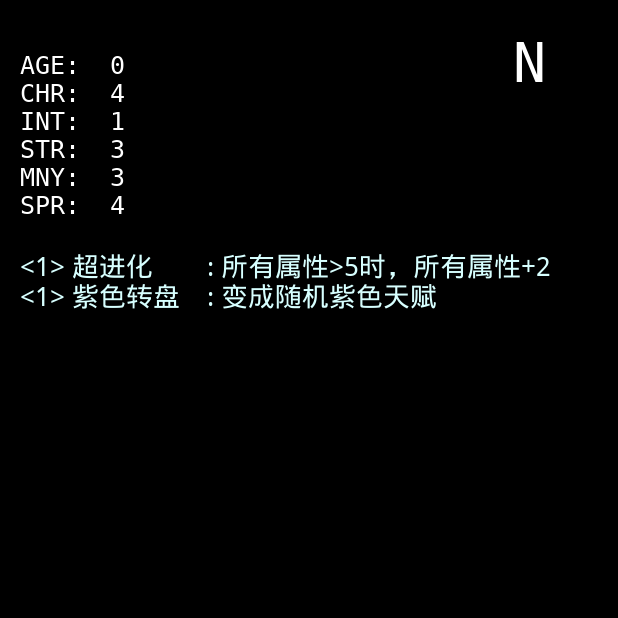 N
AGE: 0
CHR: 4
INT: 1
STR: 3
MNY: 3
SPR: 4
<1> 超进化 : 所有属性>5时，所有属性+2
<1> 紫色转盘 : 变成随机紫色天赋